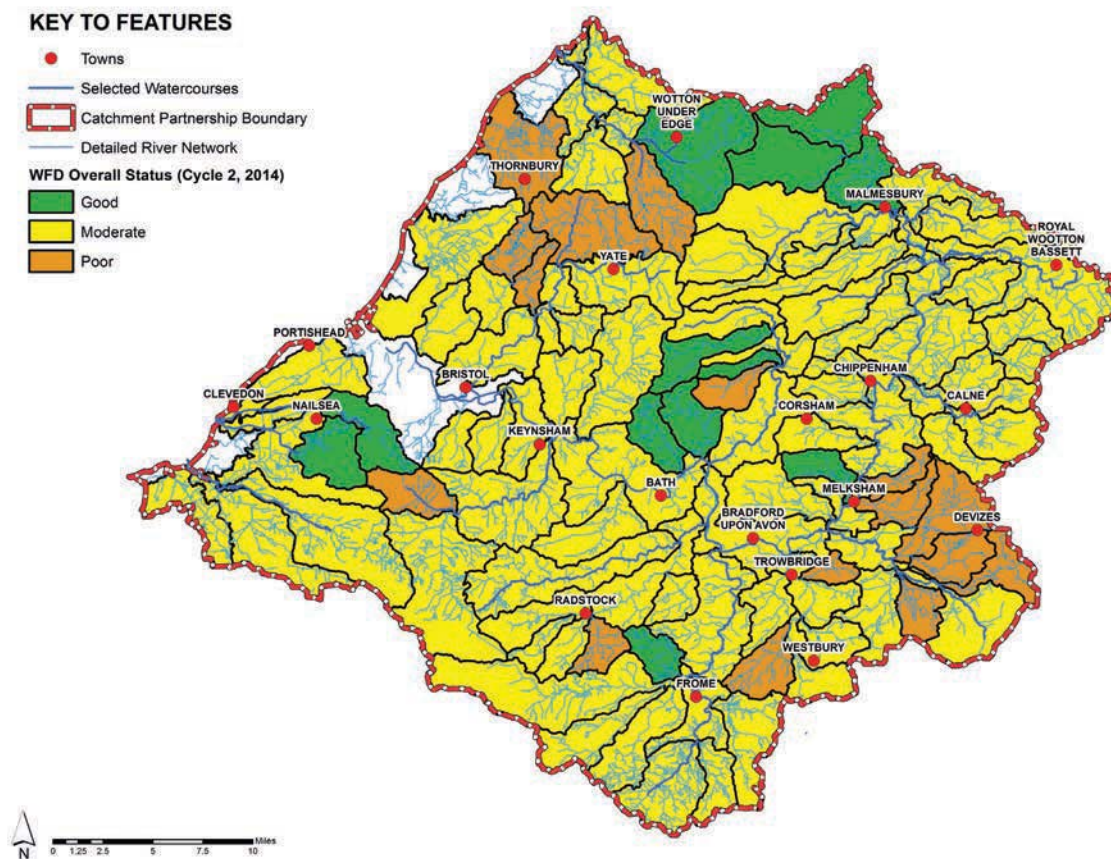 KEY TO FEATURES
Towns
Selected Watercourses
Catchment Partnership Boundary
Detailed River Network
WFD Overall Status (Cycle 2, 2014)
Good
Moderate
Poor
WOTTON
UNDER
EDGE
THORNBURY
MALMESBURY
ROYAL
WOOTTON
BASSETT
YATE
PORTISHEAD
BRISTOL
CHIPPENHAM
CLEVEDON
NAILSEA
CORSHAM
CALNE
KEYNSHAM
BATH
MELKSHAM
BRADFORD
UPON AVON
DEVIZES
TROWBRIDGE
RADSTOCK
WESTBURY
FROME
N
0 1.25 2.5 5 7.5 10 Miles